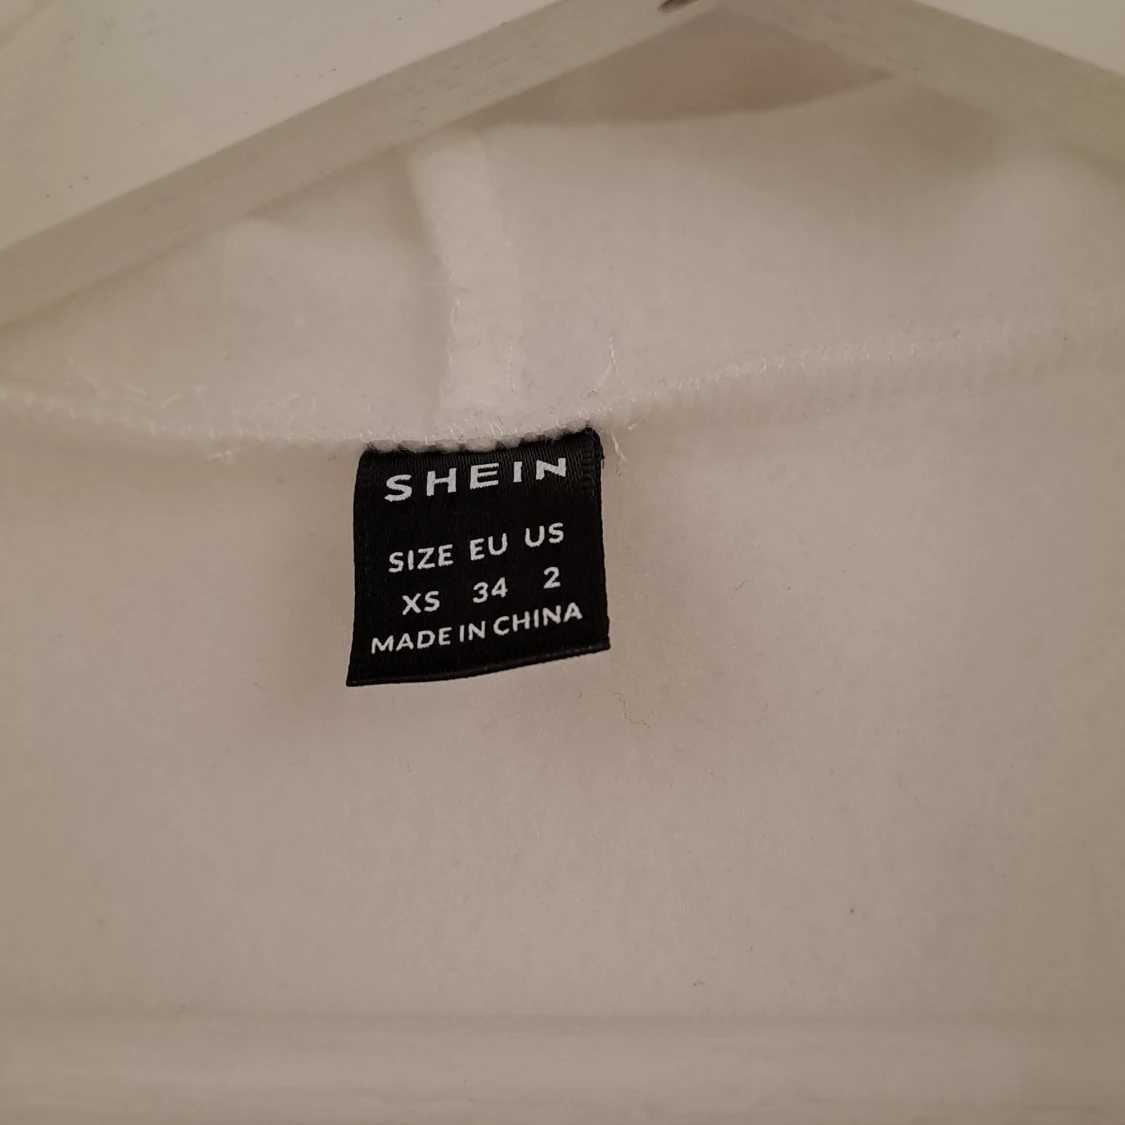 SHEIN
SIZE EU US
XS 34 2
MADE IN CHINA